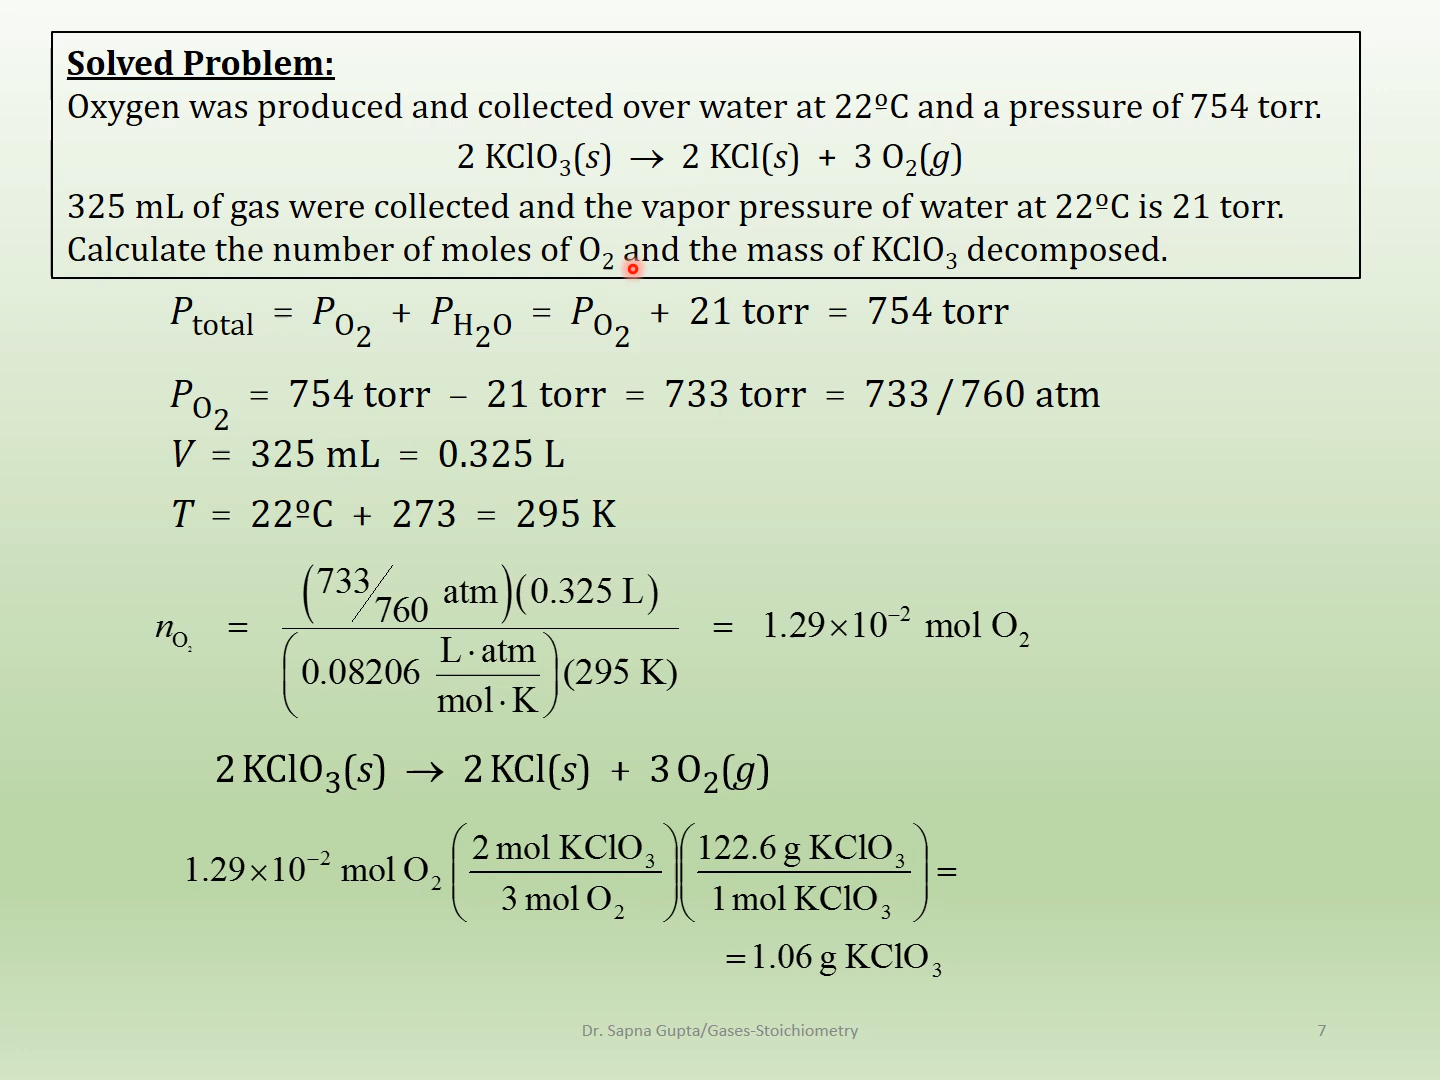 Solved Problem:
Oxygen was produced and collected over water at 22ºC and a pressure of 754 torr.
2 KClO₃(s) → 2 KCl(s) + 3 O₂(g)
325 mL of gas were collected and the vapor pressure of water at 22ºC is 21 torr.
Calculate the number of moles of O₂ and the mass of KClO₃ decomposed.
P_total = P_O₂ + P_H₂O = P_O₂ + 21 torr = 754 torr
P_O₂ = 754 torr – 21 torr = 733 torr = 733/760 atm
V = 325 mL = 0.325 L
T = 22ºC + 273 = 295 K
n_O₂ = (733/760 atm)(0.325 L) / (0.08206 L·atm/mol·K)(295 K) = 1.29×10⁻² mol O₂
2 KClO₃(s) → 2 KCl(s) + 3 O₂(g)
1.29×10⁻² mol O₂ (2 mol KClO₃ / 3 mol O₂)(122.6 g KClO₃ / 1 mol KClO₃) =
= 1.06 g KClO₃
Dr. Sapna Gupta/Gases-Stoichiometry 7